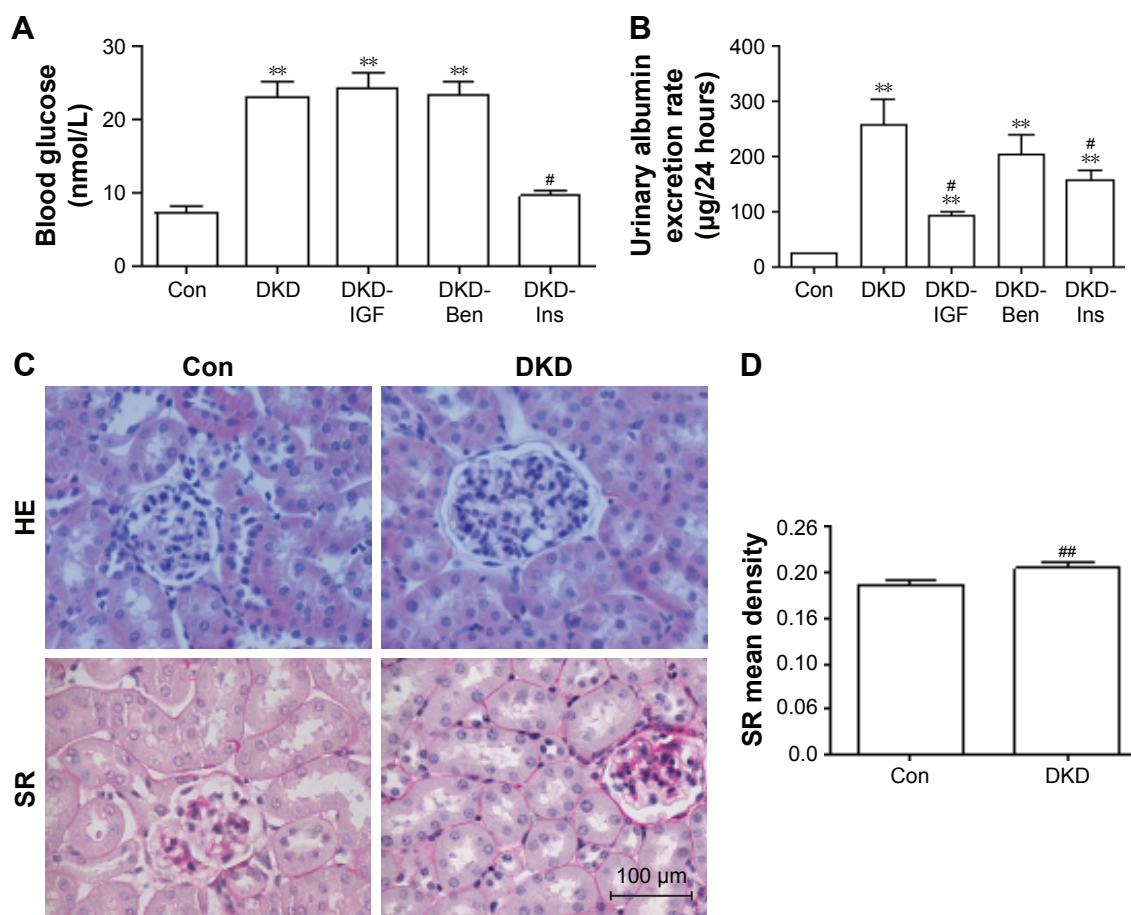 A
Blood glucose
(nmol/L)
30
20
10
0
**
**
**
#
Con
DKD
DKD-
IGF
DKD-
Ben
DKD-
Ins
B
Urinary albumin
excretion rate
(µg/24 hours)
400
300
200
100
0
**
#
**
**
#
**
Con
DKD
DKD-
IGF
DKD-
Ben
DKD-
Ins
C
Con
DKD
HE
SR
100 µm
D
SR mean density
0.26
0.20
0.16
0.10
0.06
0.0
##
Con
DKD